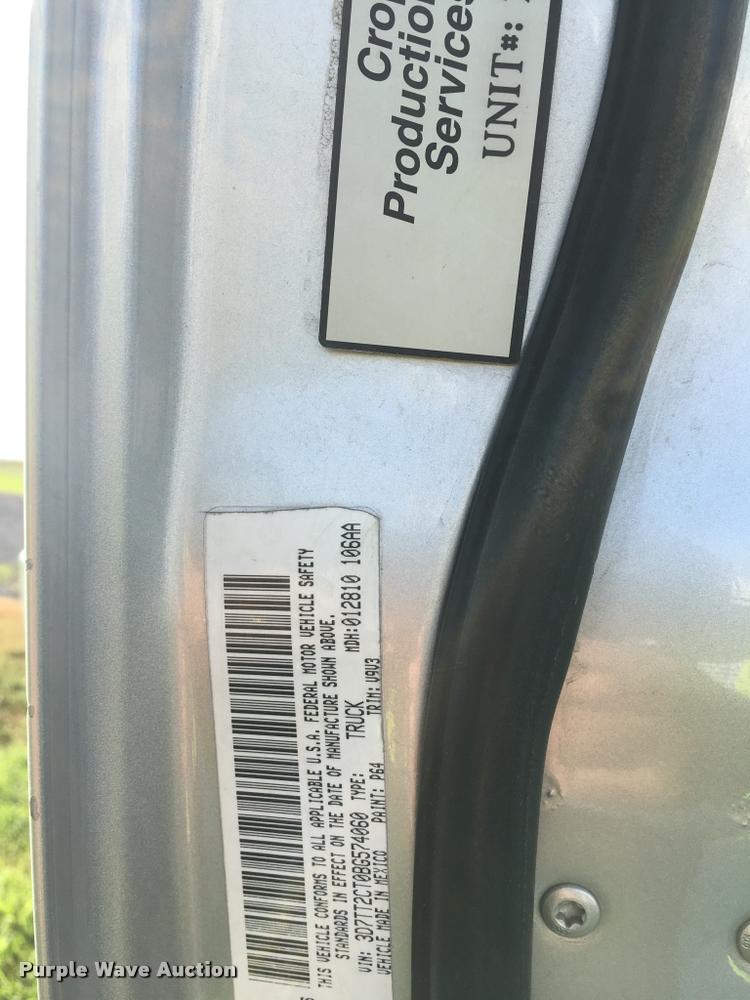 Crop
Production
Services
UNIT#:
THIS VEHICLE CONFORMS TO ALL APPLICABLE U.S.A. FEDERAL MOTOR VEHICLE SAFETY
STANDARDS IN EFFECT ON THE DATE OF MANUFACTURE SHOWN ABOVE.
VIN: 3D7TT2CT0BG574060 TYPE: TRUCK MDH:012810 106AA
VEHICLE MADE IN MEXICO PAINT: PS4 TRIM: V9V3
Purple Wave Auction